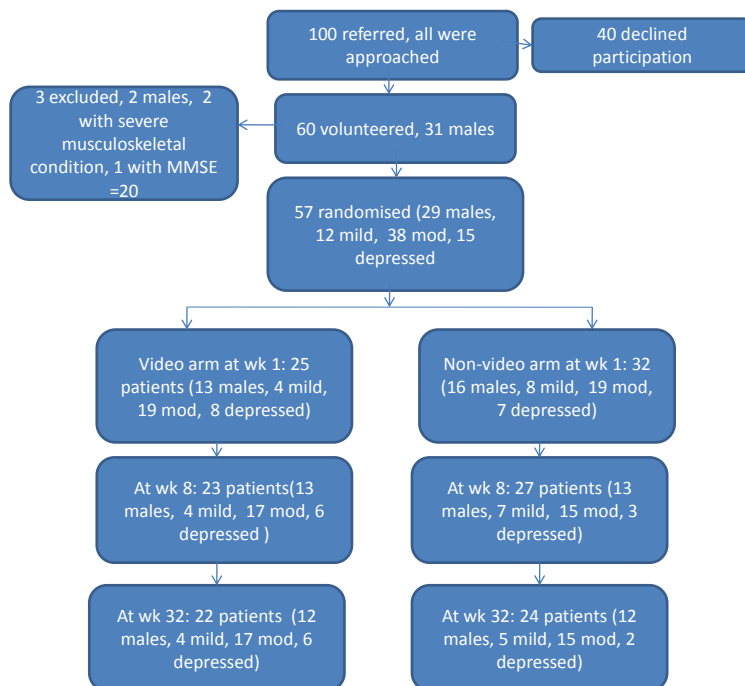 100 referred, all were
approached
40 declined
participation
3 excluded, 2 males,  2
with severe
musculoskeletal
condition, 1 with MMSE
=20
60 volunteered, 31 males
57 randomised (29 males,
12 mild,  38 mod, 15
depressed
Video arm at wk 1: 25
patients (13 males, 4 mild,
19 mod,  8 depressed)
Non-video arm at wk 1: 32
(16 males, 8 mild,  19 mod,
7 depressed)
At wk 8: 23 patients(13
males,  4 mild,  17 mod, 6
depressed )
At wk 8: 27 patients (13
males, 7 mild,  15 mod, 3
depressed)
At wk 32: 22 patients  (12
males, 4 mild, 17 mod, 6
depressed)
At wk 32: 24 patients (12
males, 5 mild, 15 mod, 2
depressed)